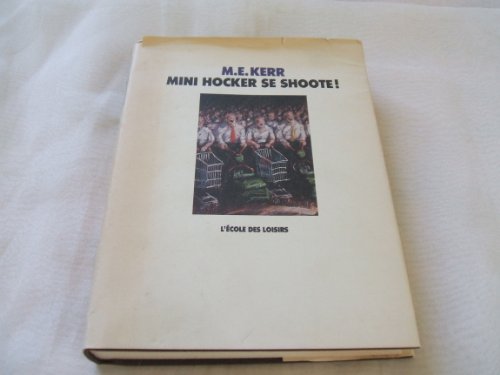 M.E. KERR
MINI HOCKER SE SHOOTE!
L'ÉCOLE DES LOISIRS